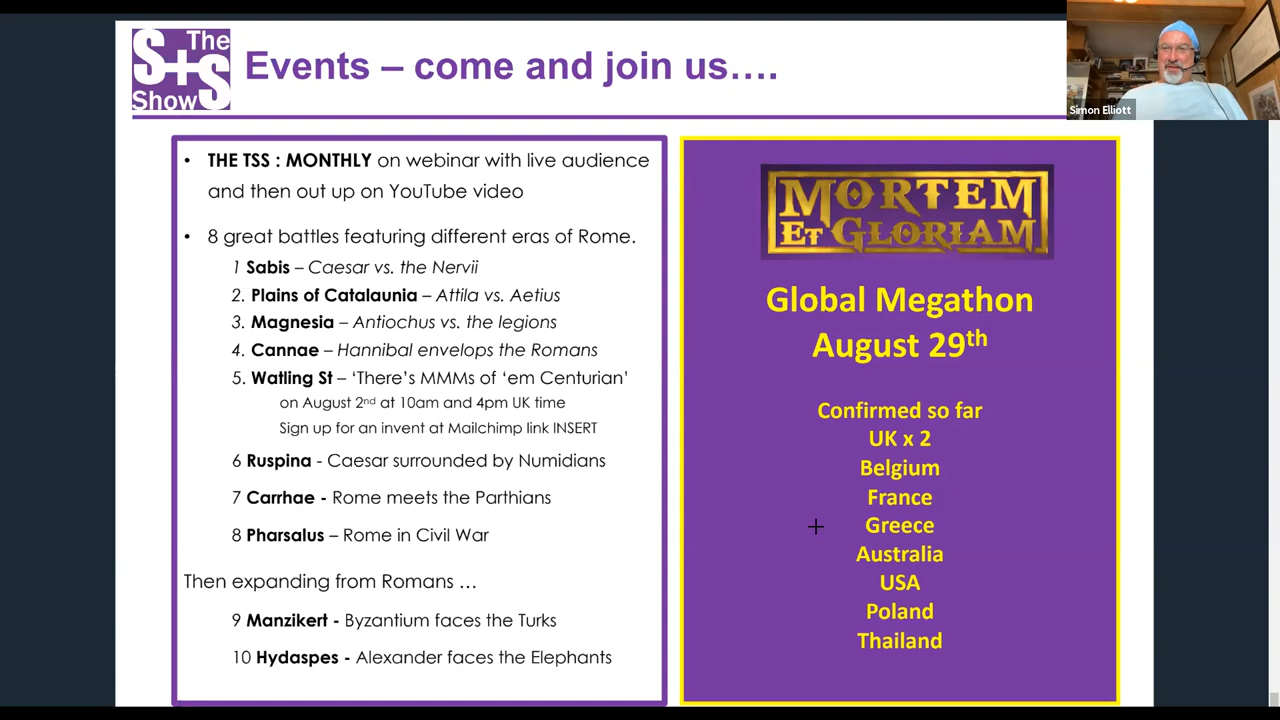 The
S+S
Show
Events – come and join us….
Simon Elliott
• THE TSS : MONTHLY on webinar with live audience
and then out up on YouTube video
• 8 great battles featuring different eras of Rome.
1 Sabis – Caesar vs. the Nervii
2. Plains of Catalaunia – Attila vs. Aetius
3. Magnesia – Antiochus vs. the legions
4. Cannae – Hannibal envelops the Romans
5. Watling St – ‘There’s MMMs of ‘em Centurian’
on August 2nd at 10am and 4pm UK time
Sign up for an invent at Mailchimp link INSERT
6 Ruspina - Caesar surrounded by Numidians
7 Carrhae - Rome meets the Parthians
8 Pharsalus – Rome in Civil War
Then expanding from Romans …
9 Manzikert - Byzantium faces the Turks
10 Hydaspes - Alexander faces the Elephants
MORTEM
ET GLORIAM
Global Megathon
August 29th
Confirmed so far
UK x 2
Belgium
France
Greece
Australia
USA
Poland
Thailand